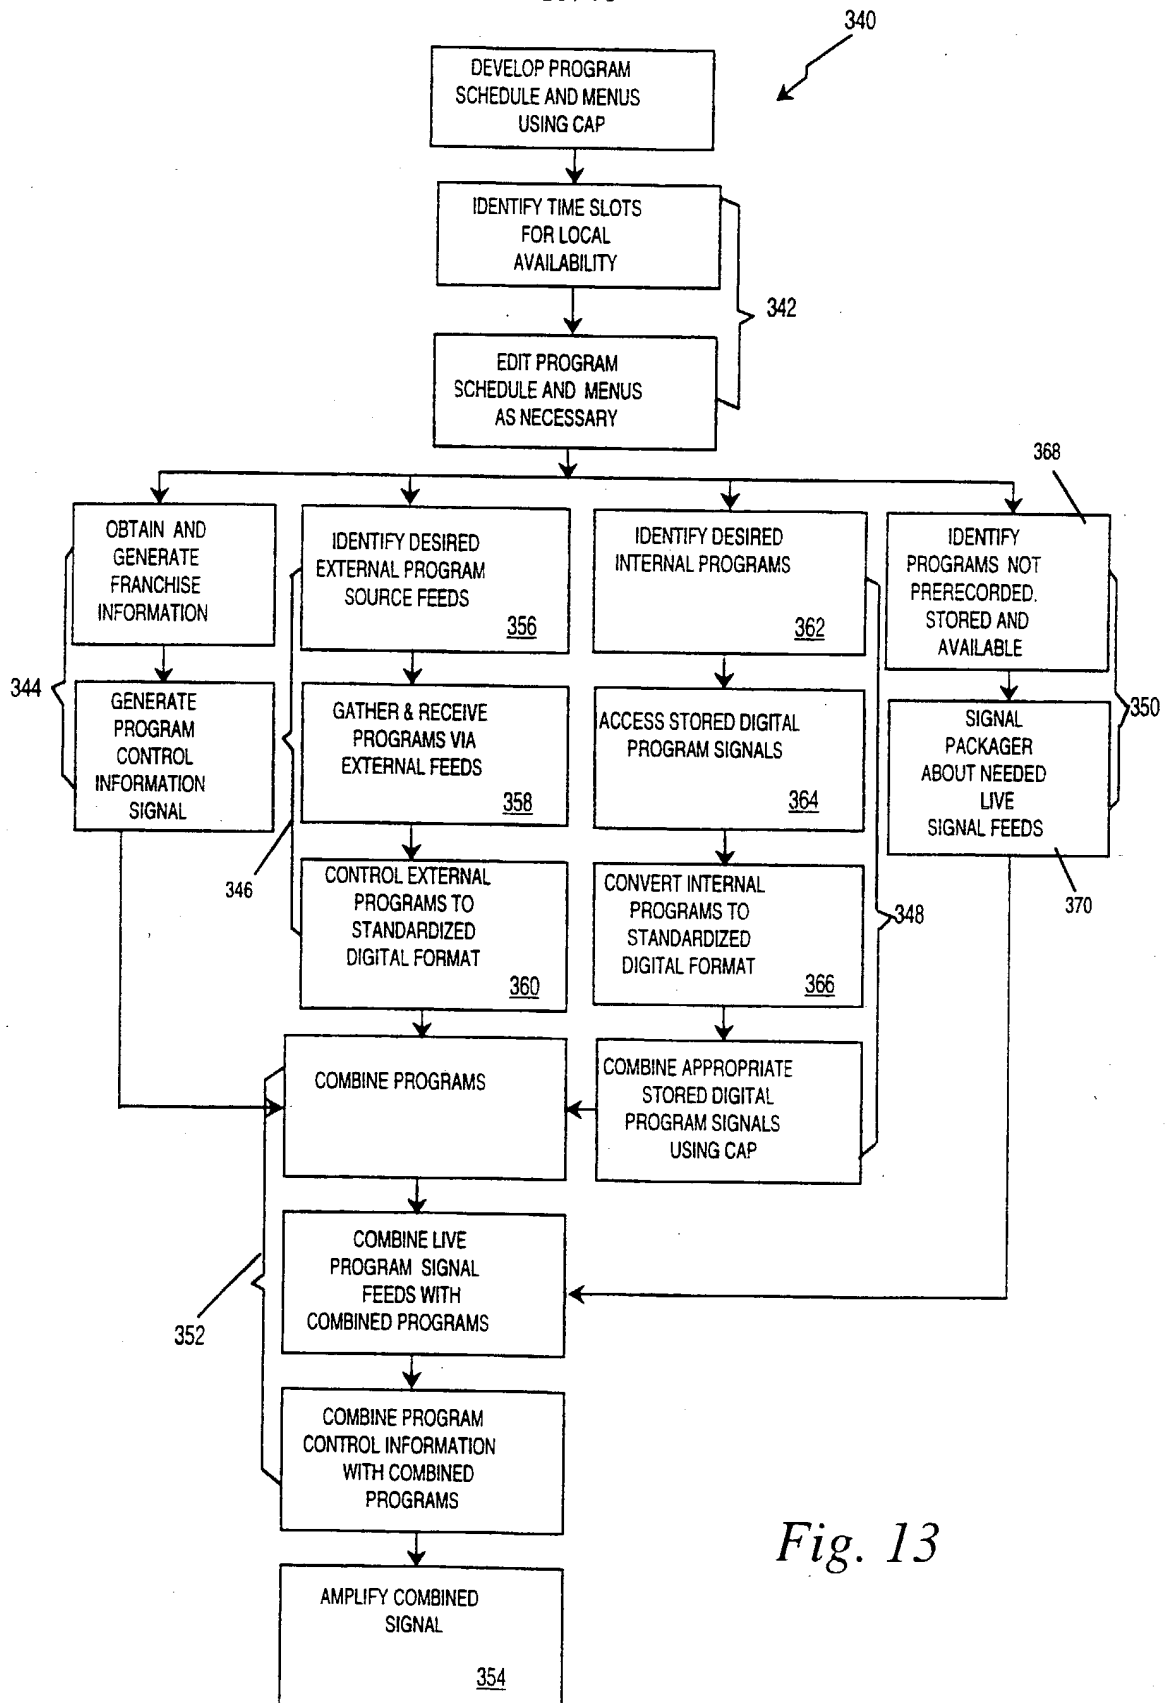 340
DEVELOP PROGRAM
SCHEDULE AND MENUS
USING CAP
IDENTIFY TIME SLOTS
FOR LOCAL
AVAILABILITY
342
EDIT PROGRAM
SCHEDULE AND MENUS
AS NECESSARY
368
OBTAIN AND
GENERATE
FRANCHISE
INFORMATION
IDENTIFY DESIRED
EXTERNAL PROGRAM
SOURCE FEEDS
356
IDENTIFY DESIRED
INTERNAL PROGRAMS
362
IDENTIFY
PROGRAMS NOT
PRERECORDED.
STORED AND
AVAILABLE
344
350
GENERATE
PROGRAM
CONTROL
INFORMATION
SIGNAL
GATHER & RECEIVE
PROGRAMS VIA
EXTERNAL FEEDS
358
ACCESS STORED DIGITAL
PROGRAM SIGNALS
364
SIGNAL
PACKAGER
ABOUT NEEDED
LIVE
SIGNAL FEEDS
346
CONTROL EXTERNAL
PROGRAMS TO
STANDARDIZED
DIGITAL FORMAT
360
CONVERT INTERNAL
PROGRAMS TO
STANDARDIZED
DIGITAL FORMAT
366
348
370
COMBINE PROGRAMS
COMBINE APPROPRIATE
STORED DIGITAL
PROGRAM SIGNALS
USING CAP
COMBINE LIVE
PROGRAM SIGNAL
FEEDS WITH
COMBINED PROGRAMS
352
COMBINE PROGRAM
CONTROL INFORMATION
WITH COMBINED
PROGRAMS
AMPLIFY COMBINED
SIGNAL
354
Fig. 13